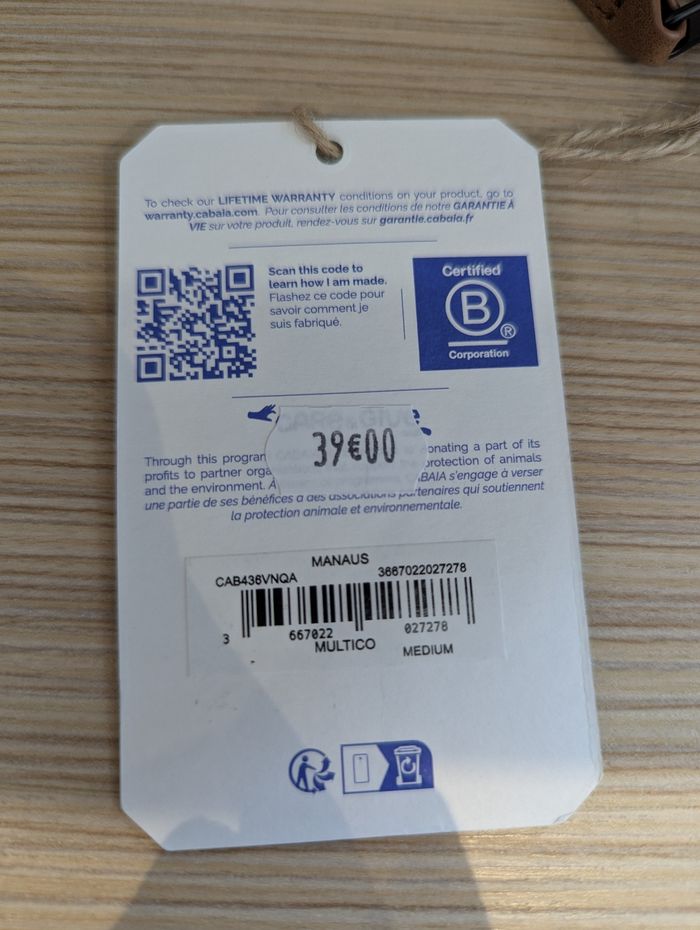 To check our LIFETIME WARRANTY conditions on your product, go to
warranty.cabaia.com. Pour consulter les conditions de notre GARANTIE À
VIE sur votre produit, rendez-vous sur garantie.cabaia.fr
Scan this code to
learn how I am made.
Flashez ce code pour
savoir comment je
suis fabriqué.
Certified
B
®
Corporation
39€00
Through this program onating a part of its
profits to partner orga protection of animals
and the environment. À ABAIA s'engage à verser
une partie de ses bénéfices à des associations partenaires qui soutiennent
la protection animale et environnementale.
MANAUS
CAB436VNQA 3667022027278
3 667022 027278
MULTICO MEDIUM